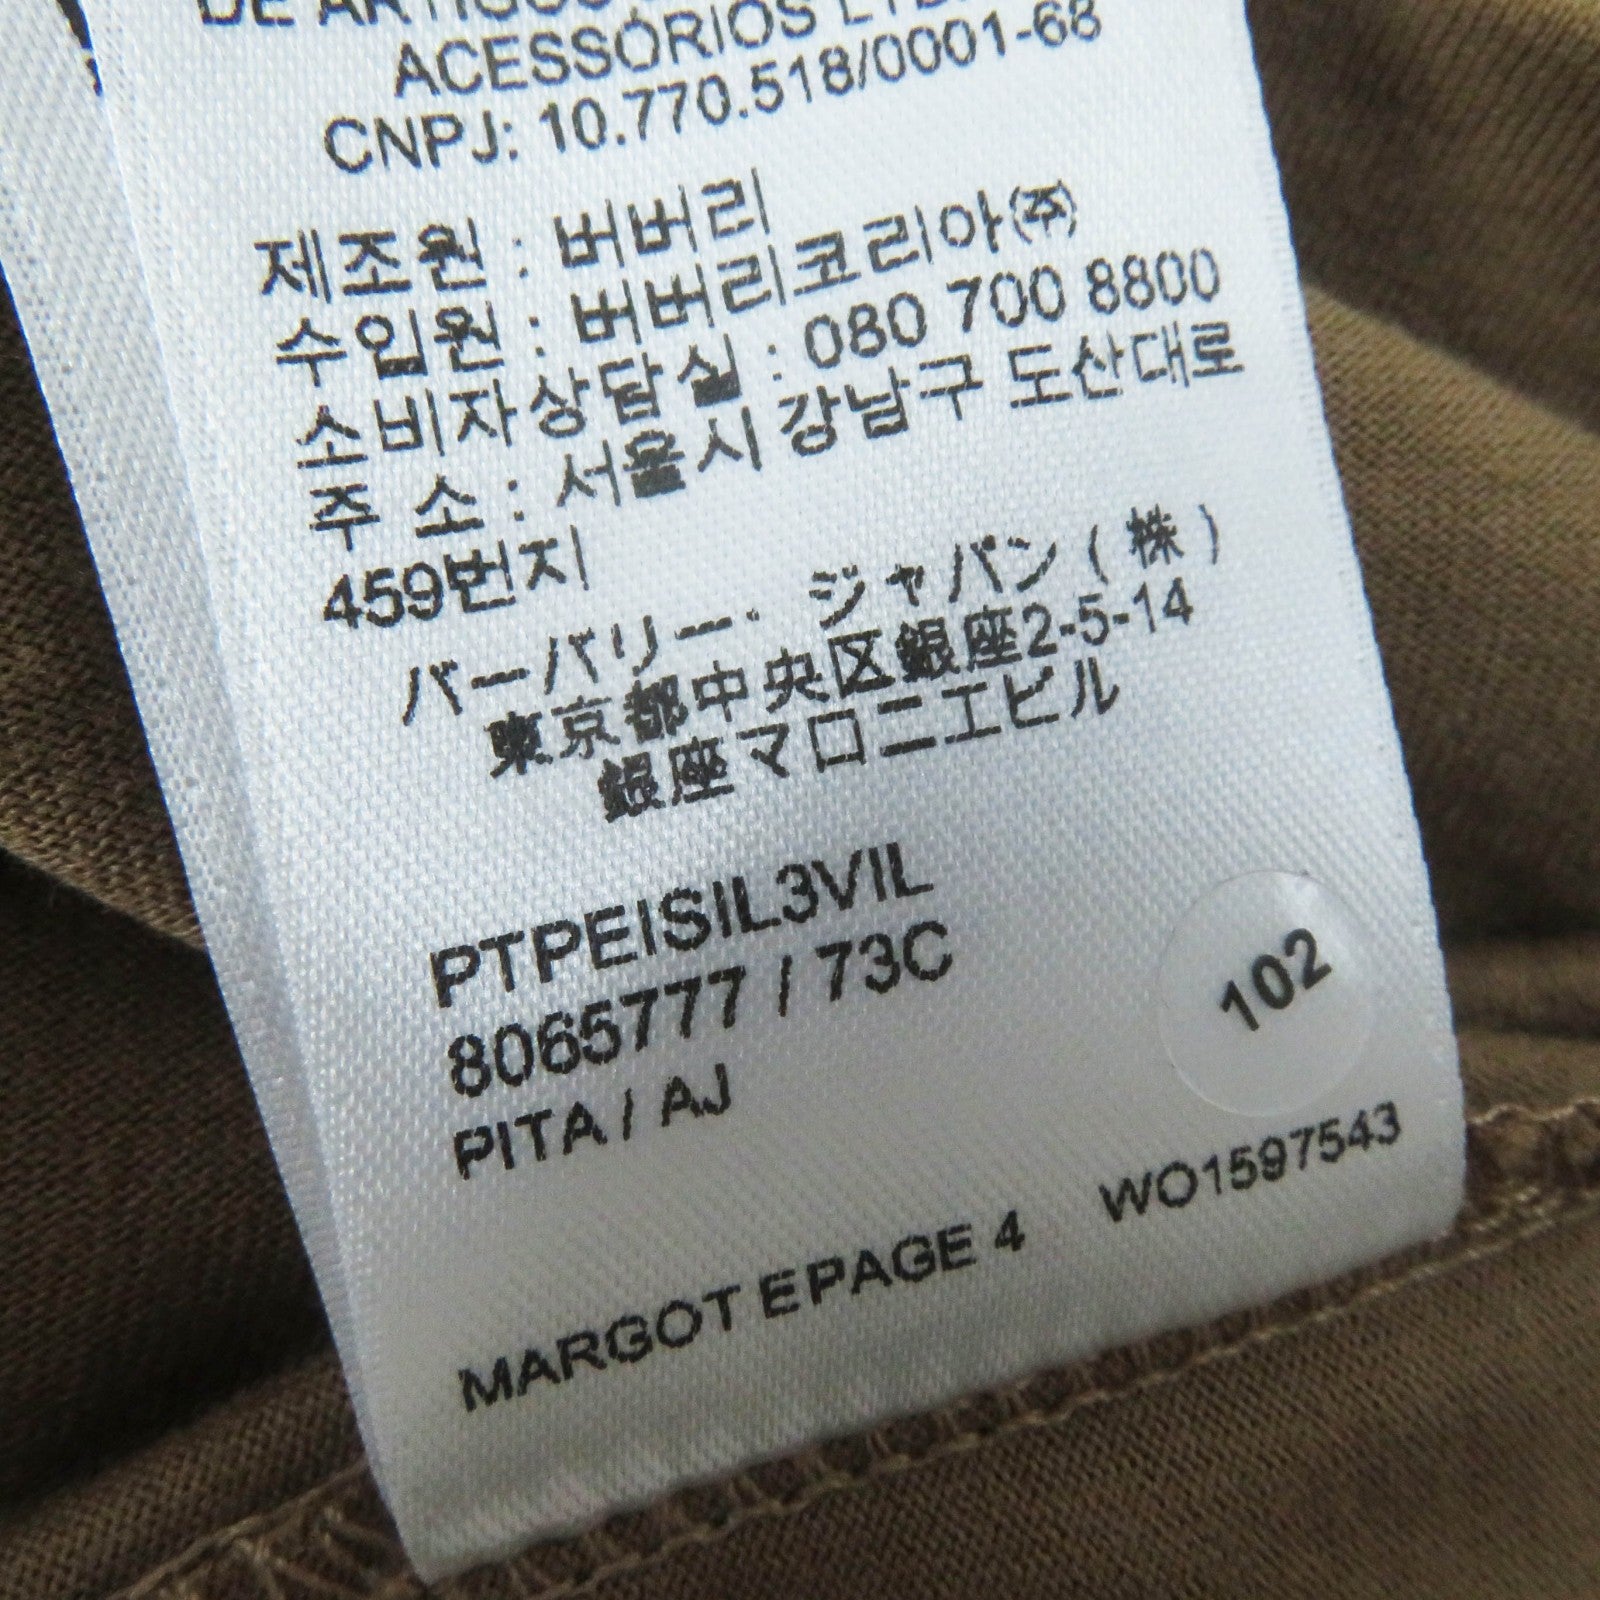 DE ARTIGOS
ACESSÓRIOS LTDA
CNPJ: 10.770.518/0001-68
제조원 : 버버리
수입원 : 버버리코리아(주)
소비자상담실 : 080 700 8800
주 소 : 서울시 강남구 도산대로
459번지
バーバリー・ ジャパン ( 株 )
東京都中央区銀座2-5-14
銀座マロニエビル
PTPEISIL3VIL
8065777 / 73C
PITA / AJ
102
MARGOT EPAGE 4 WO1597543